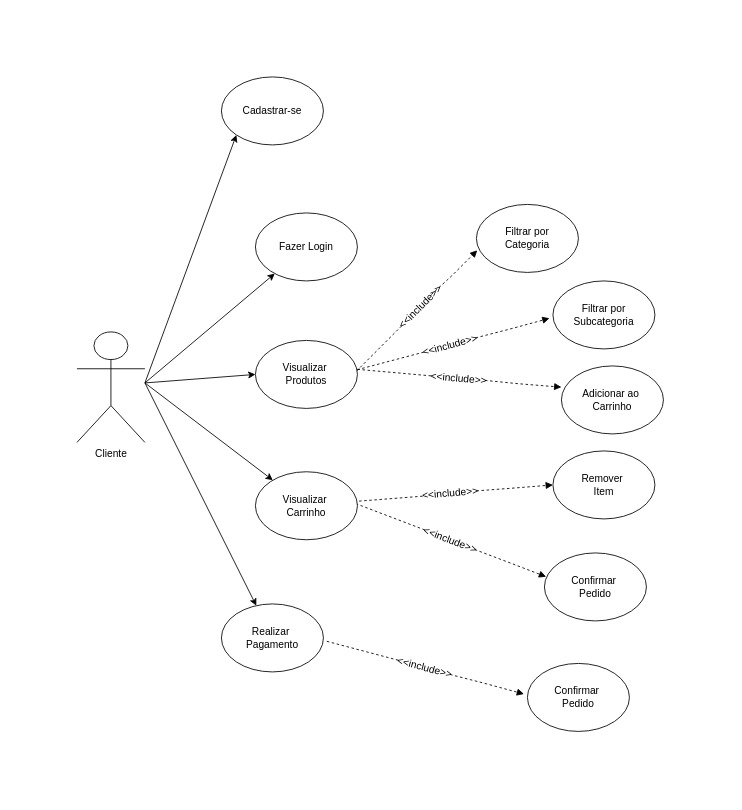 Cadastrar-se
Fazer Login
Filtrar por
Categoria
<<include>>
Filtrar por
Subcategoria
<<include>>
Visualizar
Produtos
<<include>>
Adicionar ao
Carrinho
Cliente
Visualizar
Carrinho
<<include>>
Remover
Item
<<include>>
Confirmar
Pedido
Realizar
Pagamento
<<include>>
Confirmar
Pedido